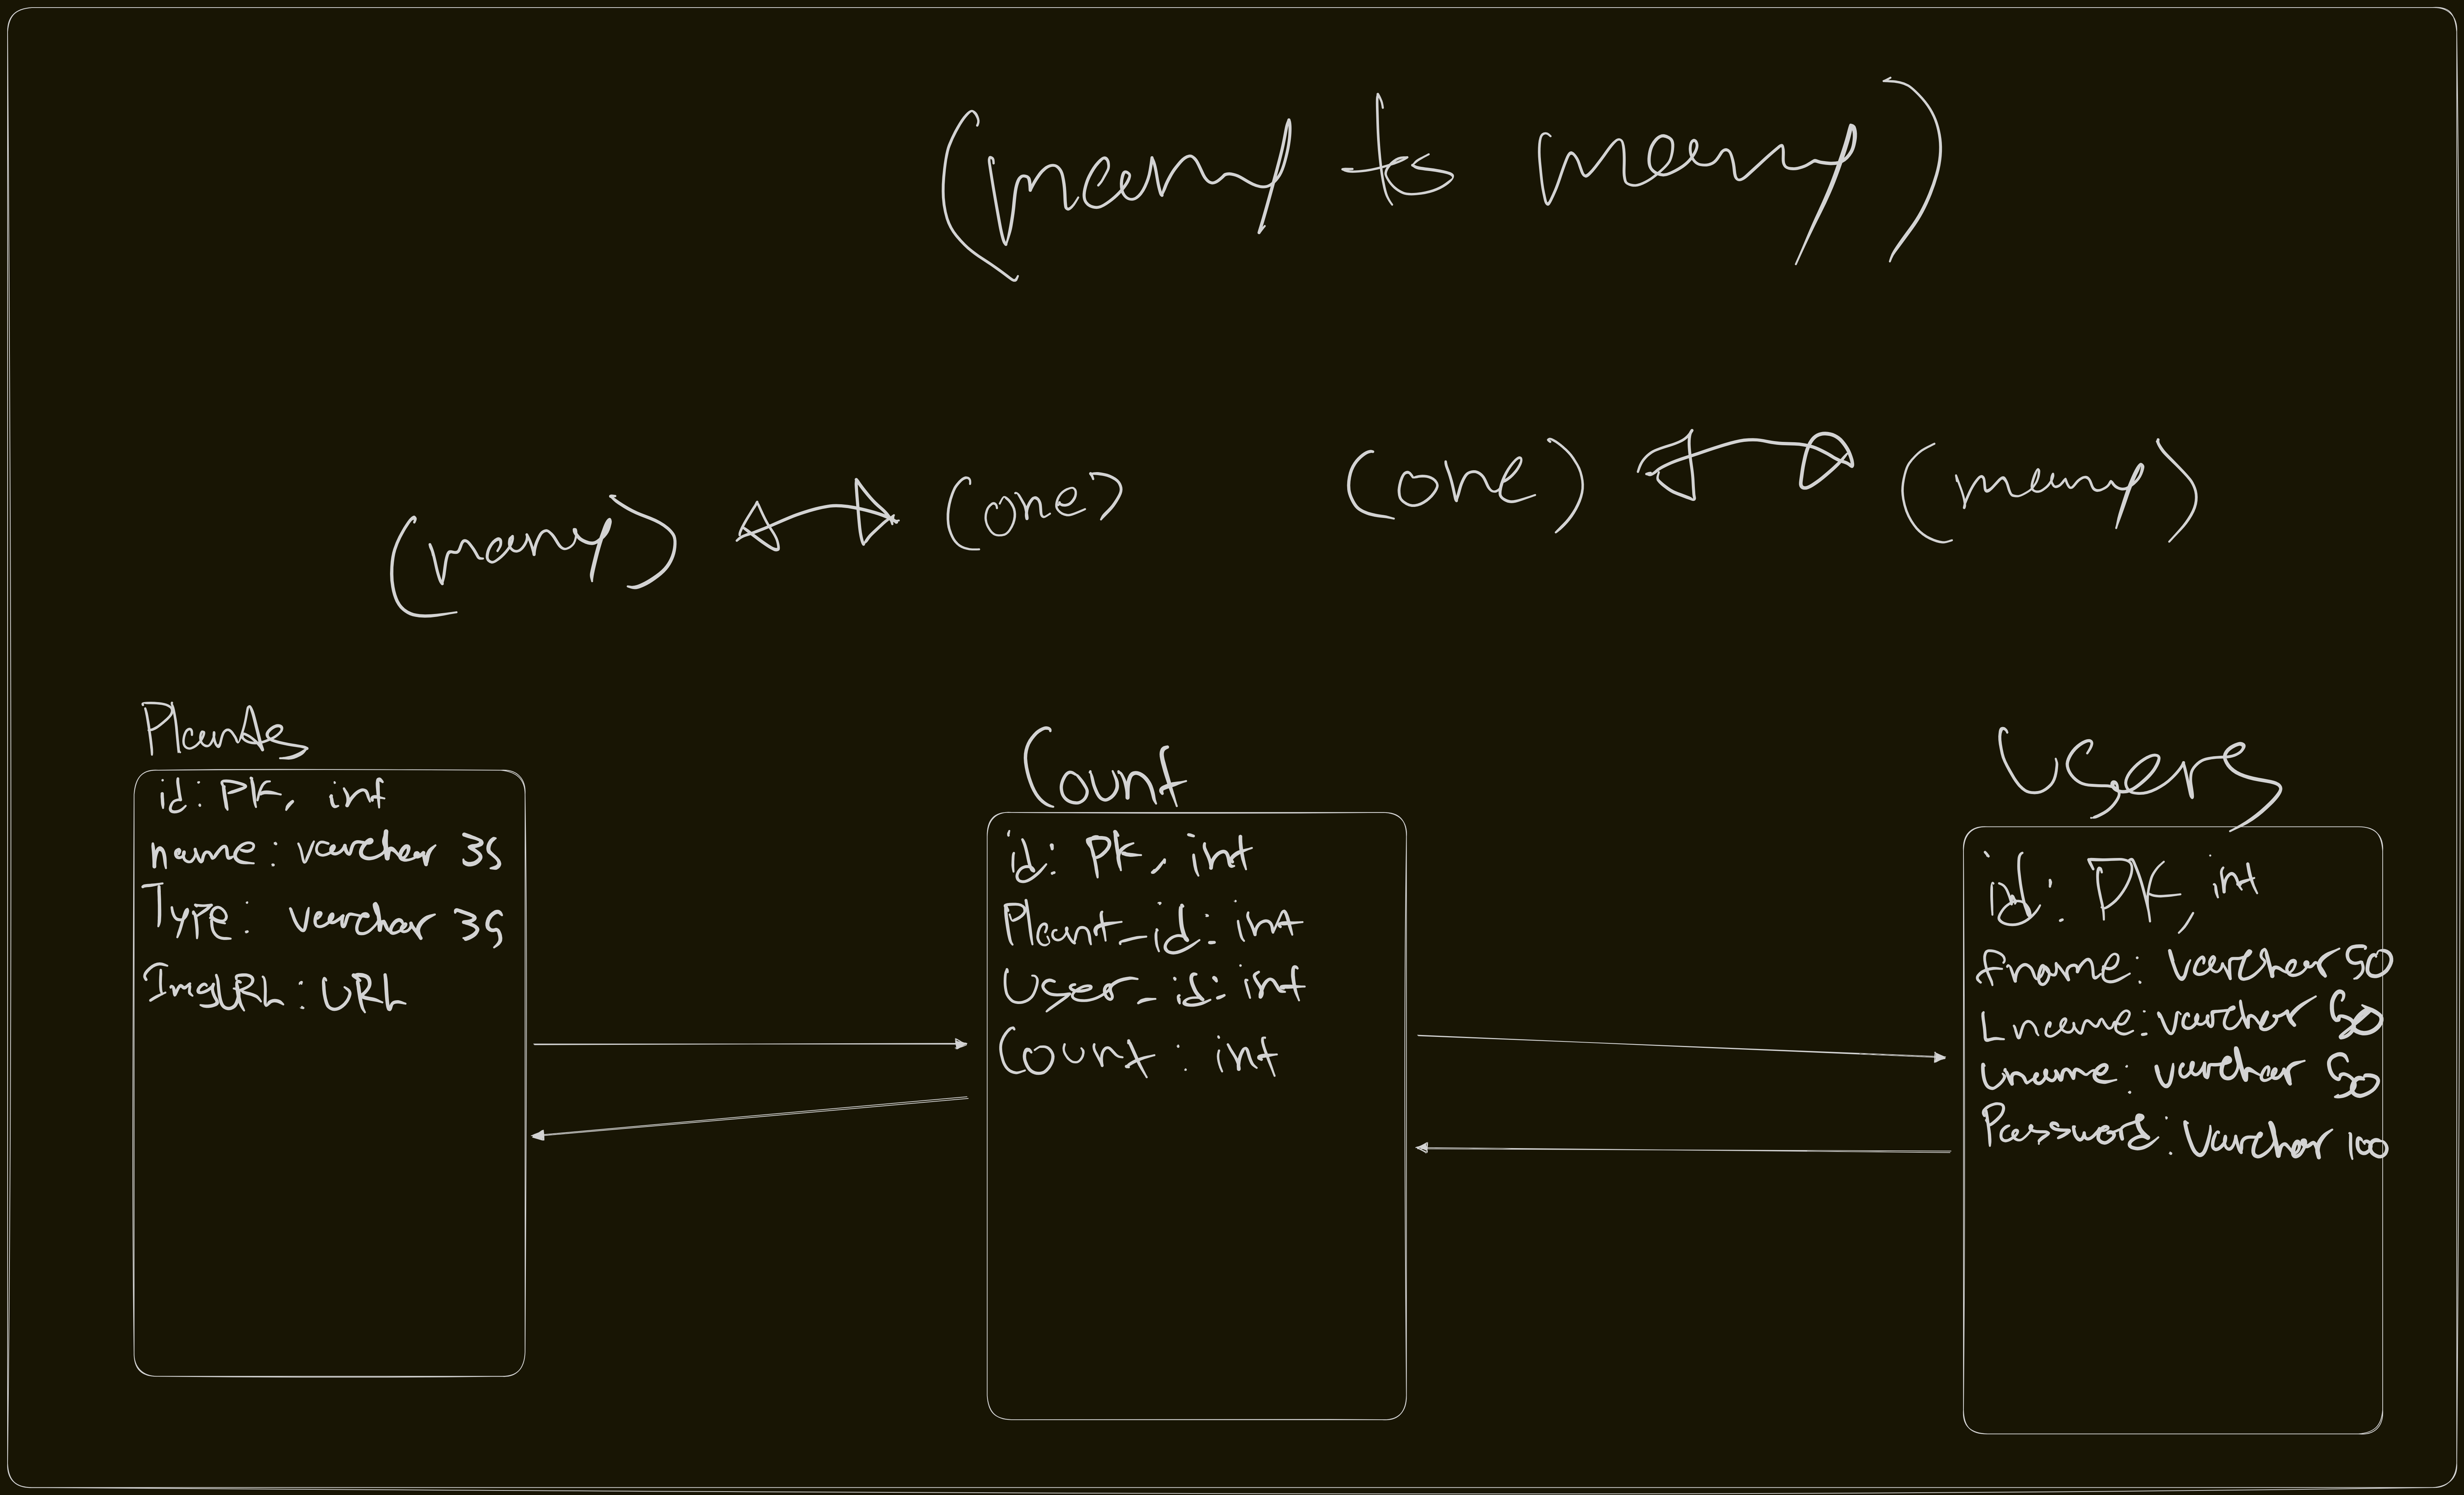 (many to many)
(many) (one) (one) (many)
Plants
id: PK, int
name: varchar 35
Type: varchar 35
ImgURL: URL
Count
id: PK, int
Plant_id: int
User_id: int
Count: int
Users
id: PK, int
fname: varchar 50
Lname: varchar 50
Uname: varchar 50
Password: Varchar 100